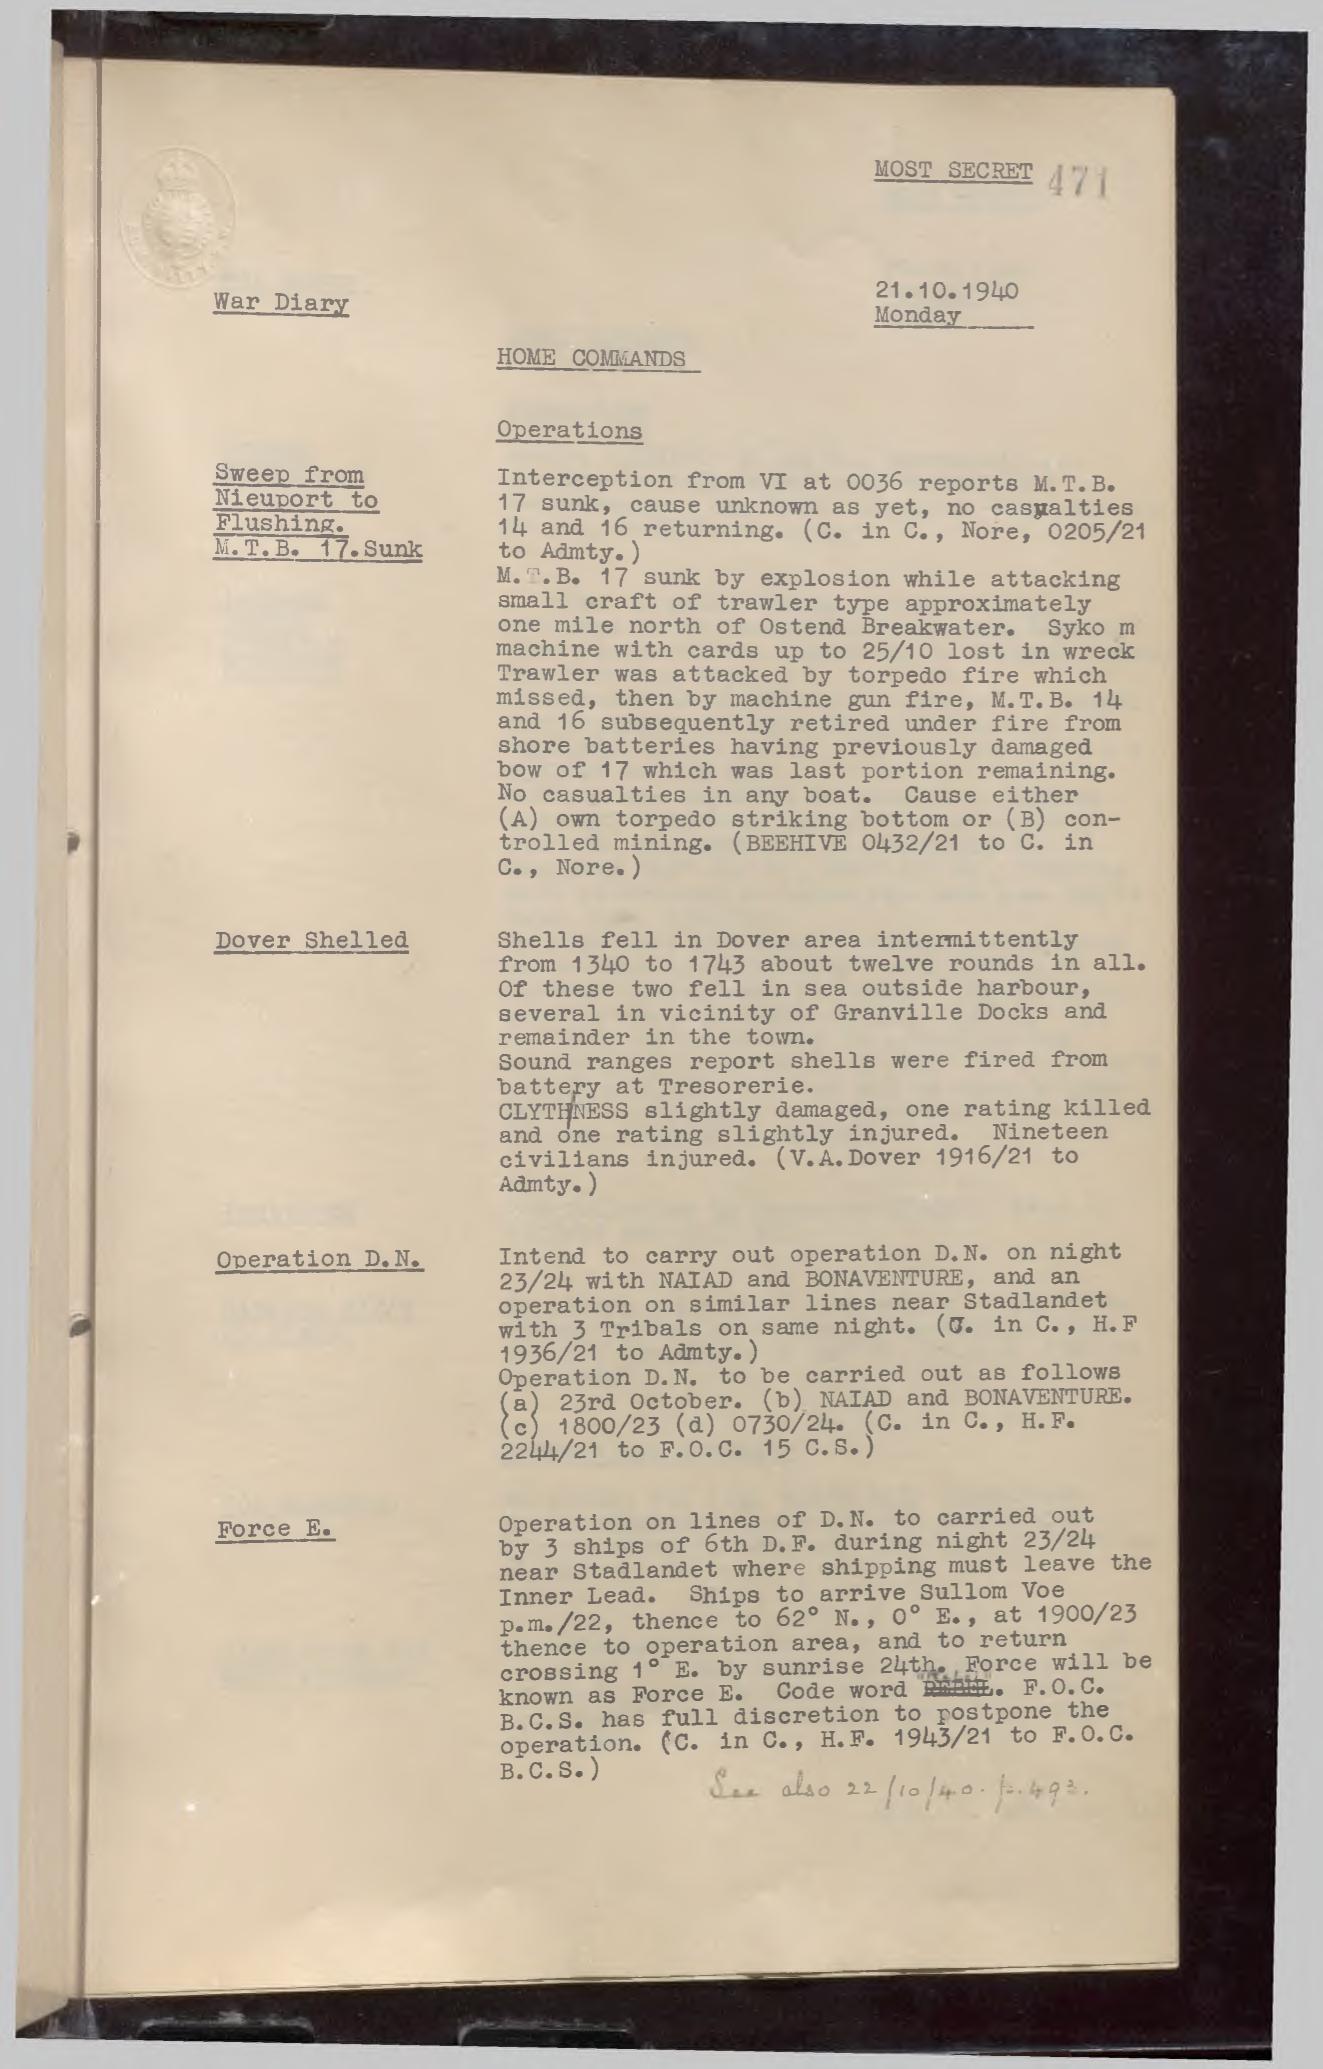 MOST SECRET 471
War Diary
21.10.1940
Monday
HOME COMMANDS
Operations
Sweep from
Nieuport to
Flushing.
M.T.B. 17.Sunk
Interception from VI at 0036 reports M.T.B.
17 sunk, cause unknown as yet, no casualties
14 and 16 returning. (C. in C., Nore, 0205/21
to Admty.)
M.T.B. 17 sunk by explosion while attacking
small craft of trawler type approximately
one mile north of Ostend Breakwater.  Syko m
machine with cards up to 25/10 lost in wreck
Trawler was attacked by torpedo fire which
missed, then by machine gun fire, M.T.B. 14
and 16 subsequently retired under fire from
shore batteries having previously damaged
bow of 17 which was last portion remaining.
No casualties in any boat.  Cause either
(A) own torpedo striking bottom or (B) con-
trolled mining. (BEEHIVE 0432/21 to C. in
C., Nore.)
Dover Shelled
Shells fell in Dover area intermittently
from 1340 to 1743 about twelve rounds in all.
Of these two fell in sea outside harbour,
several in vicinity of Granville Docks and
remainder in the town.
Sound ranges report shells were fired from
battery at Tresorerie.
CLYTHNESS slightly damaged, one rating killed
and one rating slightly injured.  Nineteen
civilians injured. (V.A.Dover 1916/21 to
Admty.)
Operation D.N.
Intend to carry out operation D.N. on night
23/24 with NAIAD and BONAVENTURE, and an
operation on similar lines near Stadlandet
with 3 Tribals on same night. (C. in C., H.F
1936/21 to Admty.)
Operation D.N. to be carried out as follows
(a) 23rd October. (b) NAIAD and BONAVENTURE.
(c) 1800/23 (d) 0730/24. (C. in C., H.F.
2244/21 to F.O.C. 15 C.S.)
Force E.
Operation on lines of D.N. to carried out
by 3 ships of 6th D.F. during night 23/24
near Stadlandet where shipping must leave the
Inner Lead.  Ships to arrive Sullom Voe
p.m./22, thence to 62° N., 0° E., at 1900/23
thence to operation area, and to return
crossing 1° E. by sunrise 24th. Force will be
known as Force E.  Code word . F.O.C.
B.C.S. has full discretion to postpone the
operation. (C. in C., H.F. 1943/21 to F.O.C.
B.C.S.)
See also 22/10/40. p.492.